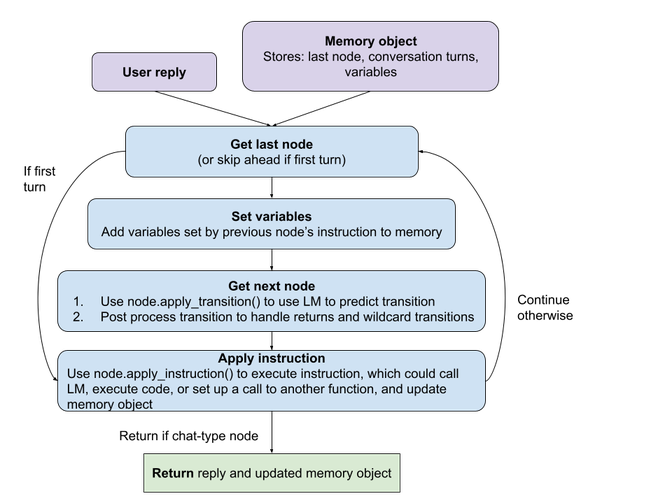 User reply
Memory object
Stores: last node, conversation turns,
variables
Get last node
(or skip ahead if first turn)
If first
turn
Set variables
Add variables set by previous node's instruction to memory
Get next node
1. Use node.apply_transition() to use LM to predict transition
2. Post process transition to handle returns and wildcard transitions
Continue
otherwise
Apply instruction
Use node.apply_instruction() to execute instruction, which could call
LM, execute code, or set up a call to another function, and update
memory object
Return if chat-type node
Return reply and updated memory object